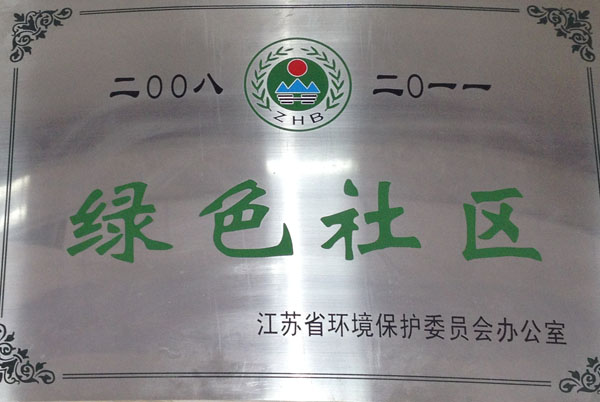 二00八 二0一一
ZHB
绿色社区
江苏省环境保护委员会办公室